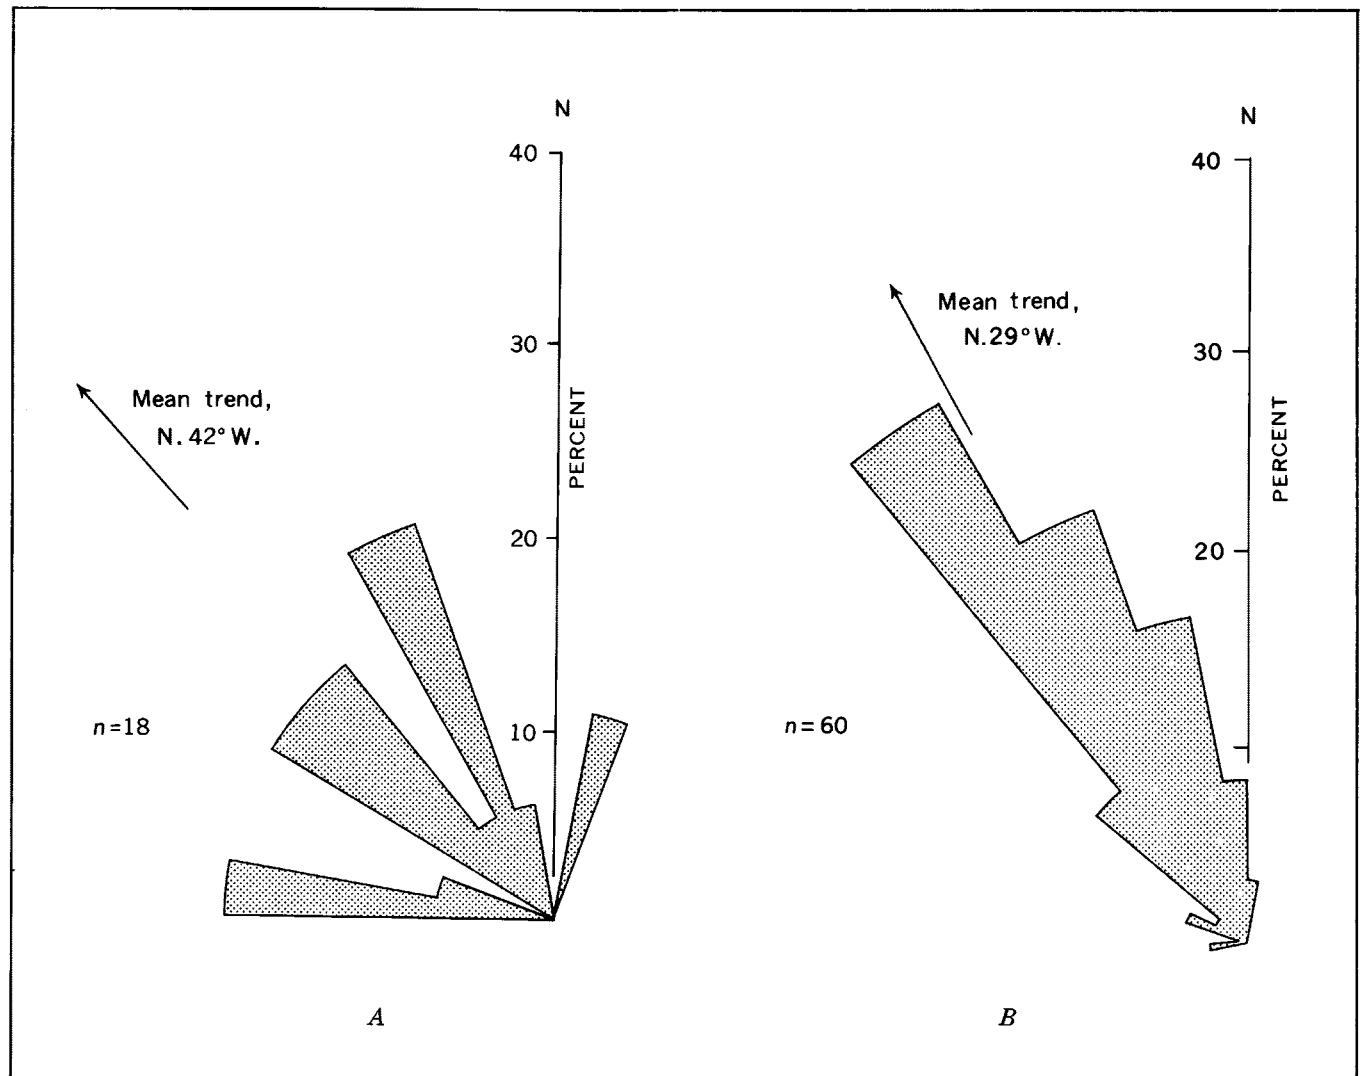 N
40
30
20
10
PERCENT
Mean trend,
N. 42° W.
n=18
A
N
40
30
20
PERCENT
Mean trend,
N.29° W.
n=60
B